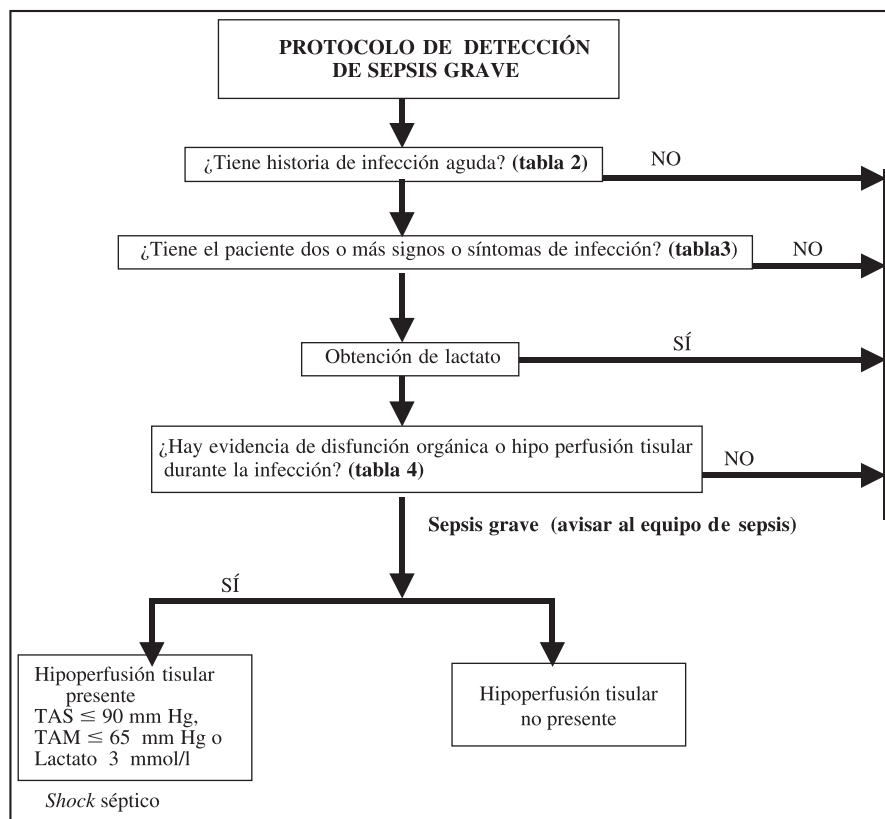 PROTOCOLO DE DETECCIÓN
DE SEPSIS GRAVE
¿Tiene historia de infección aguda? (tabla 2)
NO
¿Tiene el paciente dos o más signos o síntomas de infección? (tabla3)
NO
Obtención de lactato
SÍ
¿Hay evidencia de disfunción orgánica o hipo perfusión tisular
durante la infección? (tabla 4)
NO
Sepsis grave (avisar al equipo de sepsis)
SÍ
Hipoperfusión tisular
presente
TAS ≤ 90 mm Hg,
TAM ≤ 65 mm Hg o
Lactato 3 mmol/l
Hipoperfusión tisular
no presente
Shock séptico